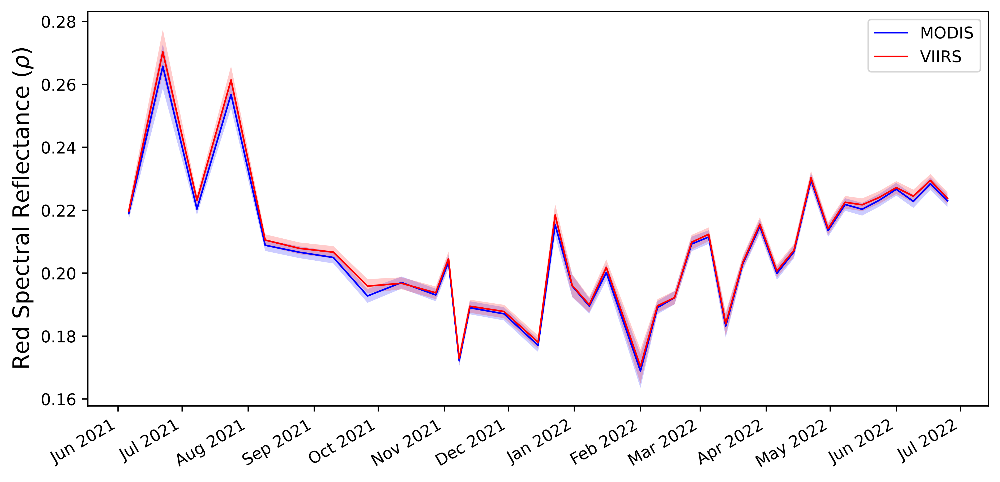 Red Spectral Reflectance (ρ)
0.28
0.26
0.24
0.22
0.20
0.18
0.16
MODIS
VIIRS
Jun 2021
Jul 2021
Aug 2021
Sep 2021
Oct 2021
Nov 2021
Dec 2021
Jan 2022
Feb 2022
Mar 2022
Apr 2022
May 2022
Jun 2022
Jul 2022